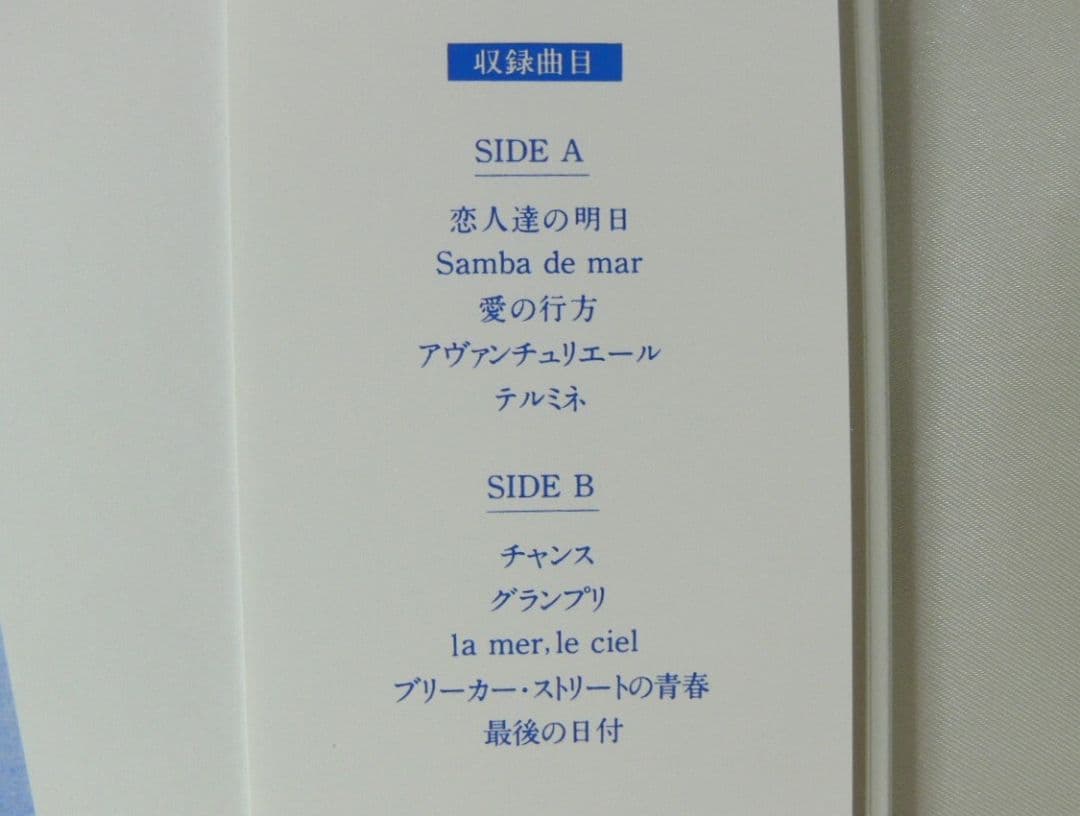 収録曲目
SIDE A
恋人達の明日
Samba de mar
愛の行方
アヴァンチュリエール
テルミネ
SIDE B
チャンス
グランプリ
la mer, le ciel
ブリーカー・ストリートの青春
最後の日付